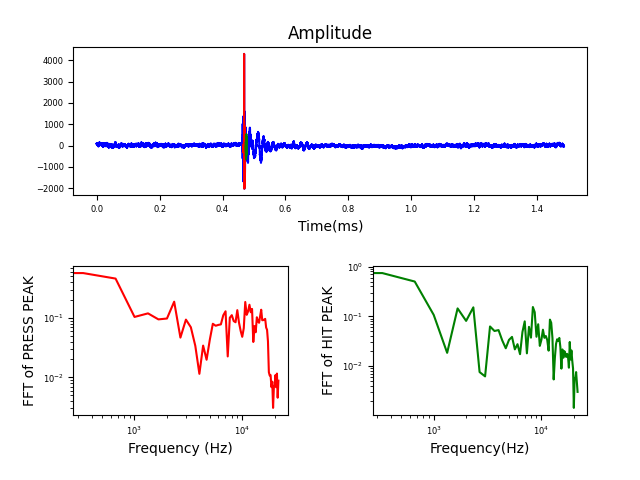 Amplitude
4000
3000
2000
1000
0
−1000
−2000
0.0 0.2 0.4 0.6 0.8 1.0 1.2 1.4
Time(ms)
FFT of PRESS PEAK
10⁻¹
10⁻²
10³ 10⁴
Frequency (Hz)
FFT of HIT PEAK
10⁰
10⁻¹
10⁻²
10³ 10⁴
Frequency(Hz)